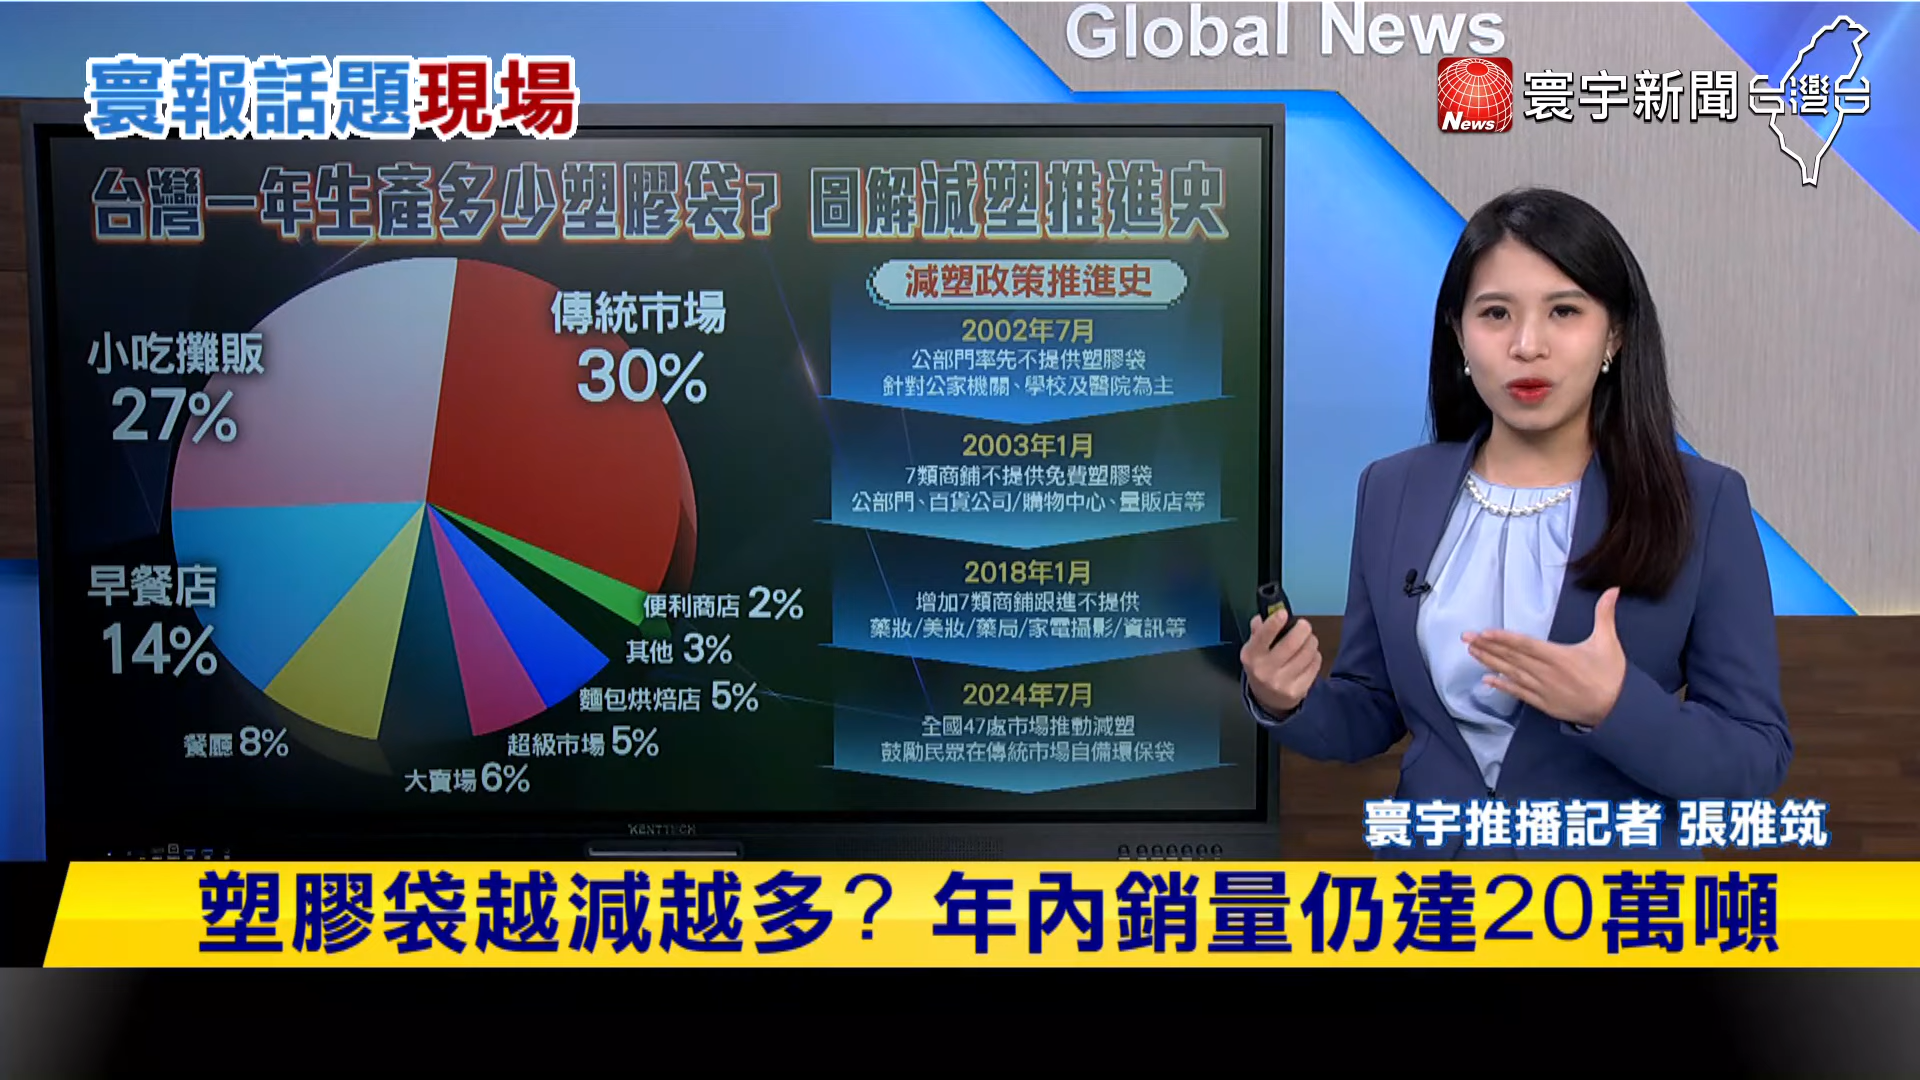 Global News
寰報話題現場
News
寰宇新聞
台灣
台灣一年生產多少塑膠袋? 圖解減塑推進史
傳統市場
30%
小吃攤販
27%
早餐店
14%
餐廳 8%
大賣場 6%
超級市場 5%
麵包烘焙店 5%
其他 3%
便利商店 2%
減塑政策推進史
2002年7月
公部門率先不提供塑膠袋
針對公家機關、學校及醫院為主
2003年1月
7類商鋪不提供免費塑膠袋
公部門、百貨公司/購物中心、量販店等
2018年1月
增加7類商鋪跟進不提供
藥妝/美妝/藥局/家電攝影/資訊等
2024年7月
全國47處市場推動減塑
鼓勵民眾在傳統市場自備環保袋
KENTTECH
寰宇推播記者 張雅筑
塑膠袋越減越多? 年內銷量仍達20萬噸